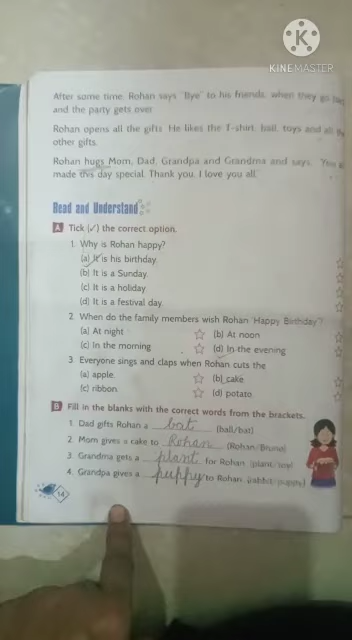 KINEMASTER
After some time, Rohan says "Bye" to his friends, when they go
and the party gets over.
Rohan opens all the gifts. He likes the T-shirt, ball, toys and all
other gifts.
Rohan hugs Mom, Dad, Grandpa and Grandma and says,
made this day special. Thank you. I love you all."
Read and Understand
A Tick (✓) the correct option.
1. Why is Rohan happy?
(a) It is his birthday.
(b) It is a Sunday.
(c) It is a holiday.
(d) It is a festival day.
2. When do the family members wish Rohan 'Happy Birthday'?
(a) At night (b) At noon
(c) In the morning (d) In the evening
3. Everyone sings and claps when Rohan cuts the
(a) apple. (b) cake
(c) ribbon. (d) potato.
B Fill in the blanks with the correct words from the brackets.
1. Dad gifts Rohan a bat (ball/bat)
2. Mom gives a cake to Rohan (Rohan/Bruno)
3. Grandma gets a plant for Rohan. (plant/toy)
4. Grandpa gives a puppy to Rohan. (rabbit/puppy)
14